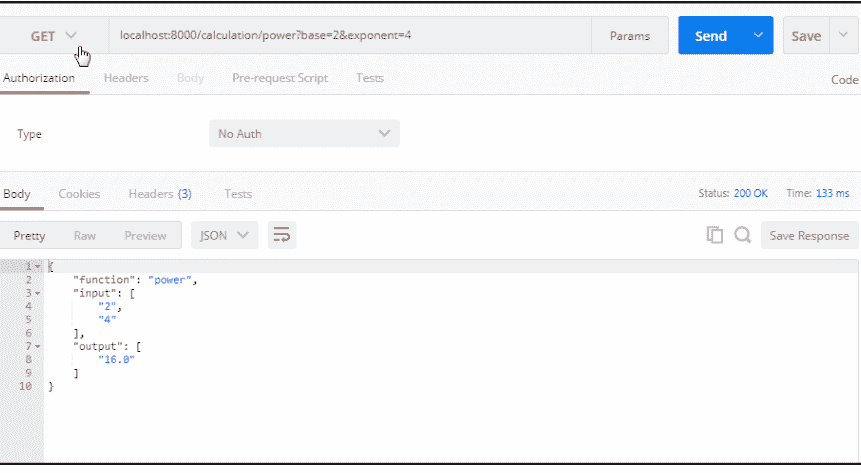 GET localhost:8000/calculation/power?base=2&exponent=4 Params Send Save
Authorization Headers Body Pre-request Script Tests Code
Type No Auth
Body Cookies Headers (3) Tests Status: 200 OK Time: 133 ms
Pretty Raw Preview JSON Save Response
1 {
2 "function": "power",
3 "input": [
4 "2",
5 "4"
6 ],
7 "output": [
8 "16.0"
9 ]
10 }